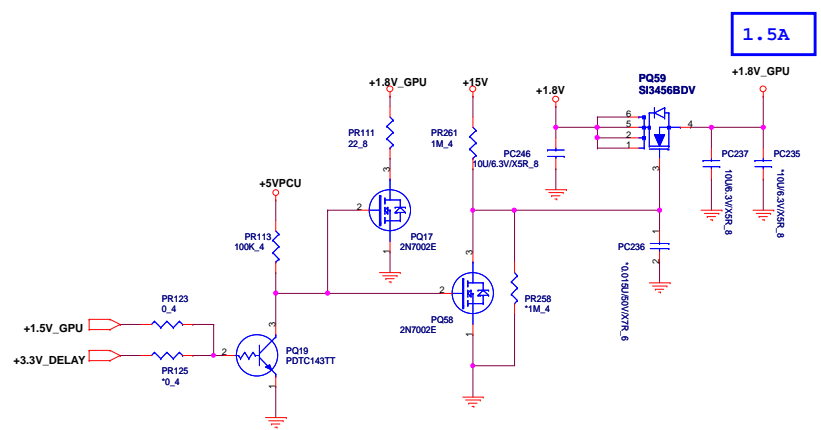 1.5A
PQ59
SI3456BDV
+1.8V_GPU
+1.8V_GPU
+15V
+1.8V
6
5
2
1
4
3
PR111
22_8
PR261
1M_4
PC246
10U/6.3V/X5R_8
PC237
10U/6.3V/X5R_8
PC235
*10U/6.3V/X5R_8
+5VPCU
3
2
1
PQ17
2N7002E
PR113
100K_4
1
PC236
2
*0.015U/50V/X7R_6
3
2
1
PQ58
2N7002E
PR258
*1M_4
PR123
0_4
+1.5V_GPU
+3.3V_DELAY
PR125
*0_4
3
2
1
PQ19
PDTC143TT